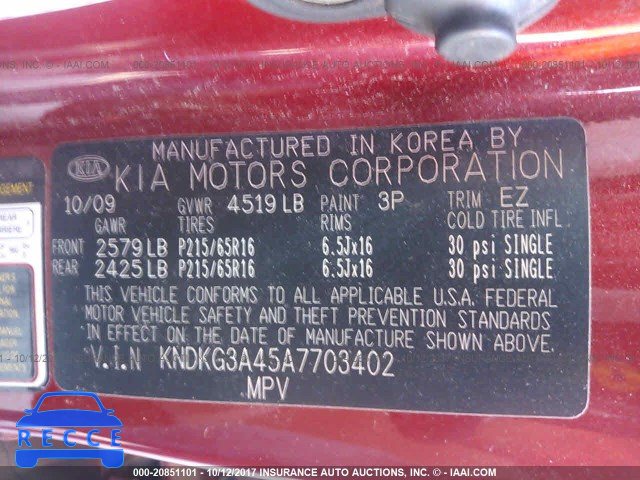 MANUFACTURED IN KOREA BY
KIA KIA MOTORS CORPORATION
10/09 GVWR 4519 LB PAINT 3P TRIM EZ
GAWR TIRES RIMS COLD TIRE INFL.
FRONT 2579 LB P215/65R16 6.5Jx16 30 psi SINGLE
REAR 2425 LB P215/65R16 6.5Jx16 30 psi SINGLE
THIS VEHICLE CONFORMS TO ALL APPLICABLE U.S.A. FEDERAL
MOTOR VEHICLE SAFETY AND THEFT PREVENTION STANDARDS
IN EFFECT ON THE DATE OF MANUFACTURE SHOWN ABOVE.
V.I.N KNDKG3A45A7703402
MPV
000-20851101 - 10/12/2017 INSURANCE AUTO AUCTIONS, INC. - IAAI.COM